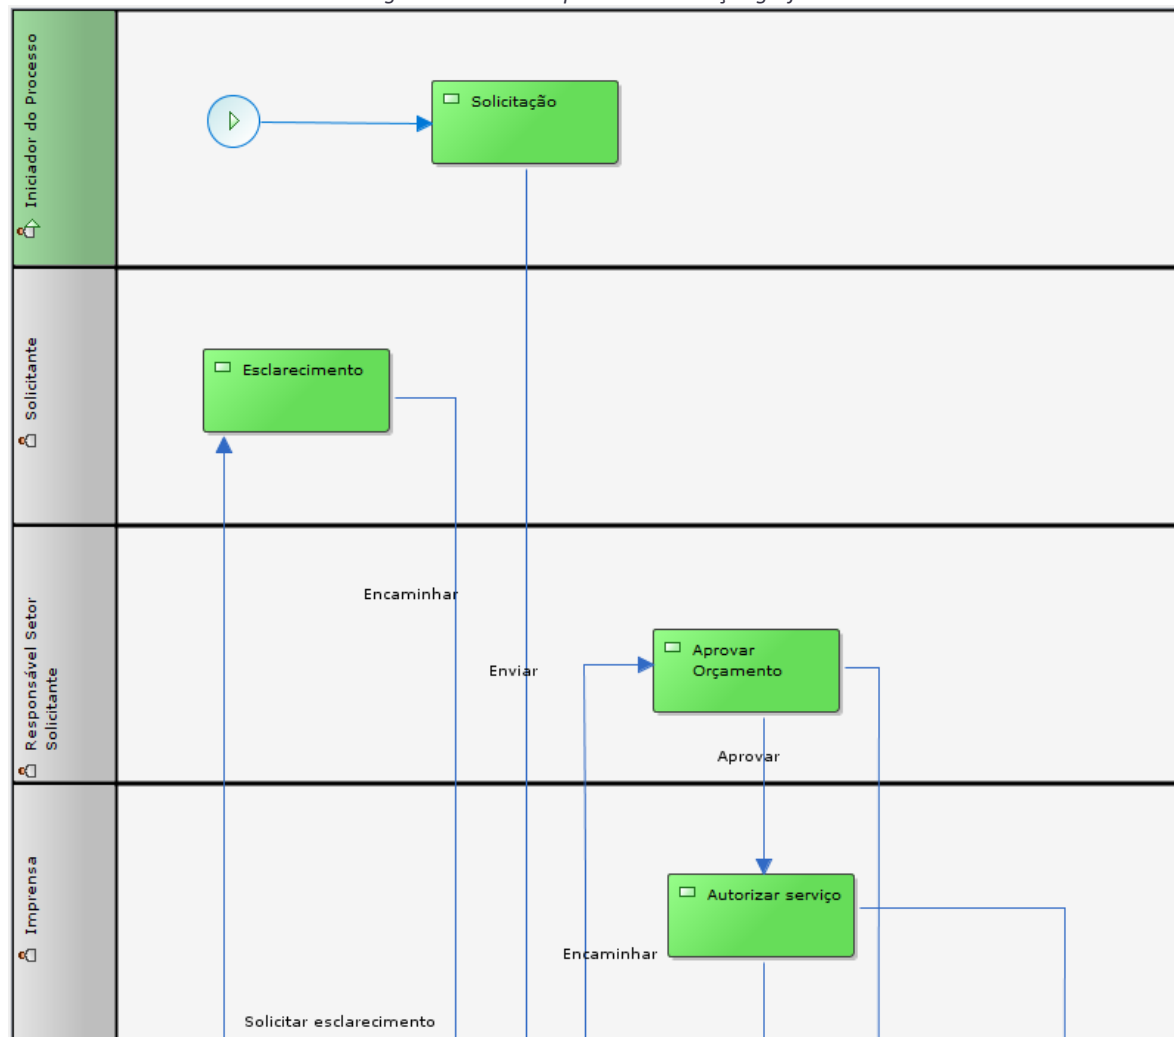 Iniciador do Processo
Solicitação
Solicitante
Esclarecimento
Responsável Setor
Solicitante
Encaminhar
Enviar
Aprovar
Orçamento
Aprovar
Imprensa
Autorizar serviço
Encaminhar
Solicitar esclarecimento